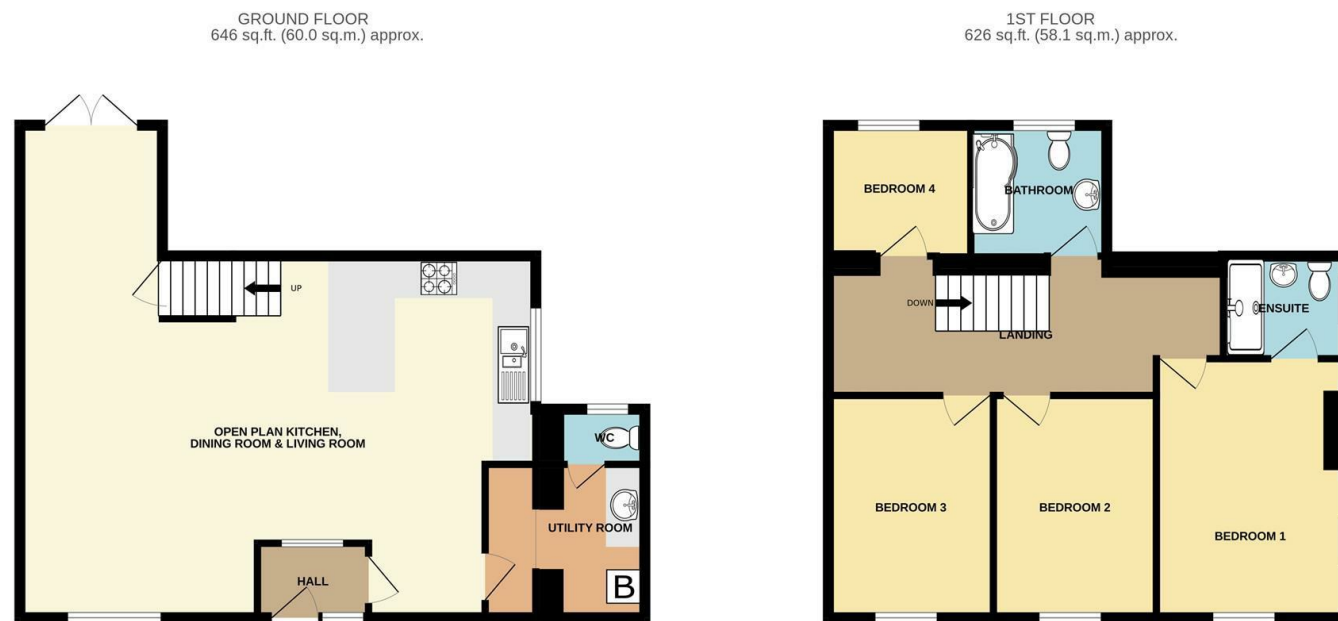 GROUND FLOOR
646 sq.ft. (60.0 sq.m.) approx.
UP
OPEN PLAN KITCHEN,
DINING ROOM & LIVING ROOM
WC
UTILITY ROOM
HALL
B
1ST FLOOR
626 sq.ft. (58.1 sq.m.) approx.
BEDROOM 4
BATHROOM
DOWN
LANDING
ENSUITE
BEDROOM 3
BEDROOM 2
BEDROOM 1